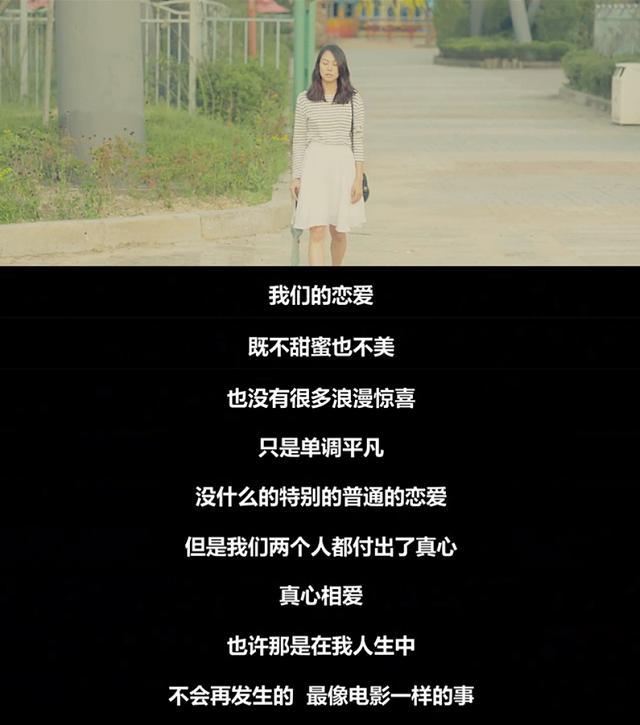 我们的恋爱
既不甜蜜也不美
也没有很多浪漫惊喜
只是单调平凡
没什么的特别的普通的恋爱
但是我们两个人都付出了真心
真心相爱
也许那是在我人生中
不会再发生的 最像电影一样的事